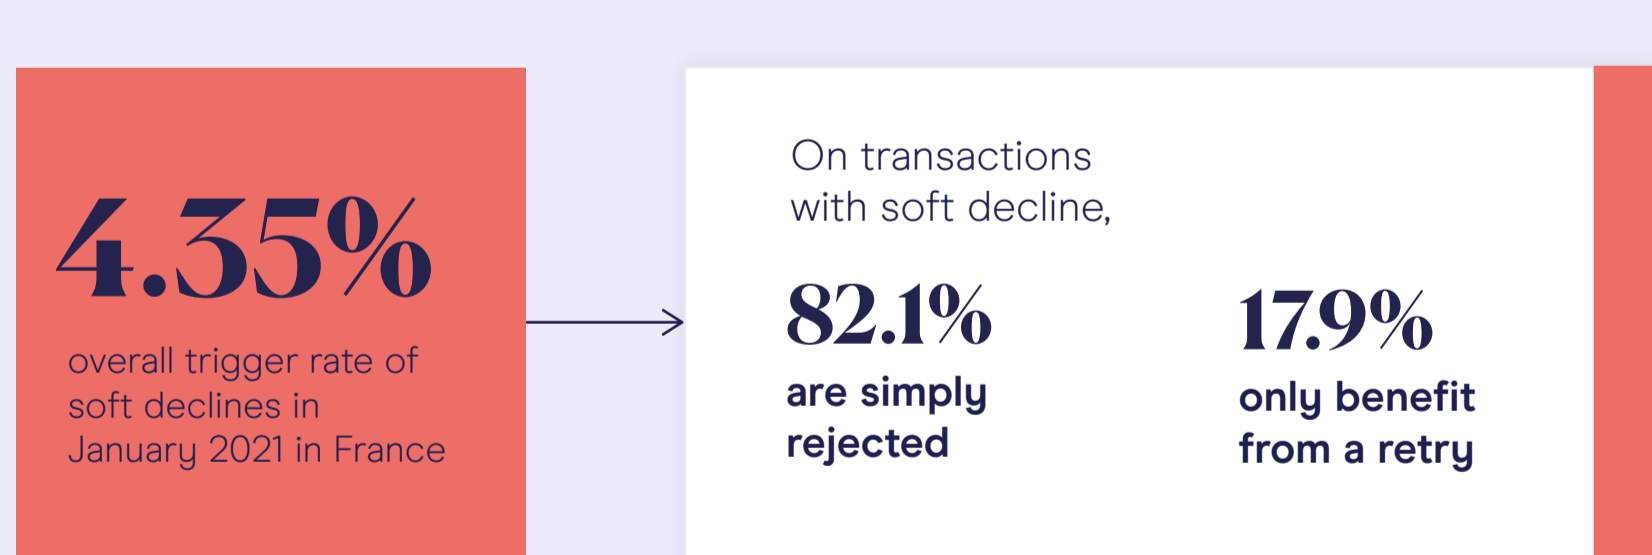 4.35%
overall trigger rate of
soft declines in
January 2021 in France
On transactions
with soft decline,
82.1%
are simply
rejected
17.9%
only benefit
from a retry